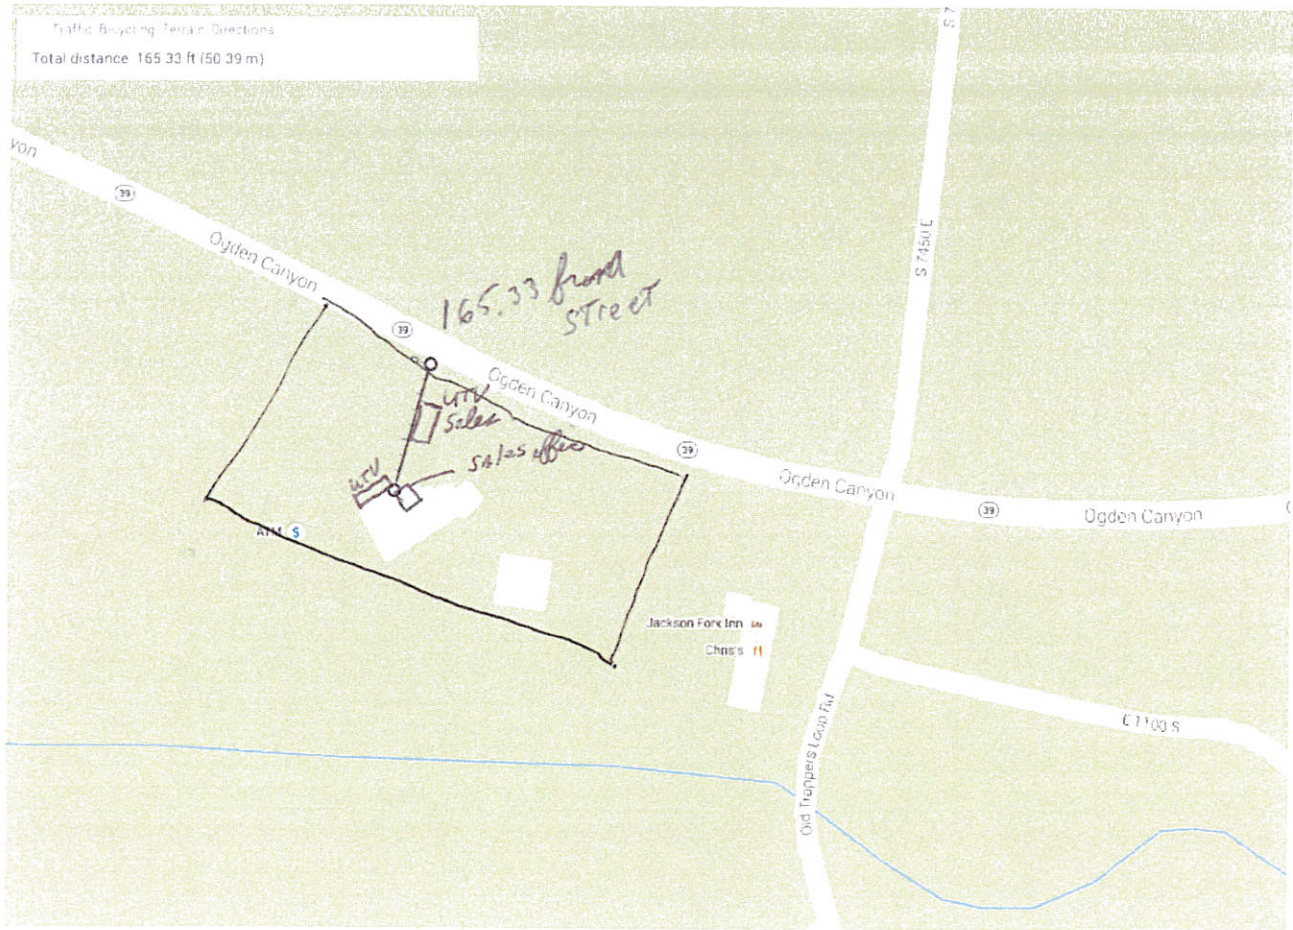 Traffic Bicycling Terrain Directions
Total distance 165.33 ft (50.39 m)
S 7
yon
39
Ogden Canyon
165.33 from
street
39
Ogden Canyon
UTV
Sales
Sales office
UTV
39
Ogden Canyon
39
Ogden Canyon
S 7450 E
ATM $
Jackson Fork Inn
Chris's
Old Trappers Loop Rd
E 1100 S